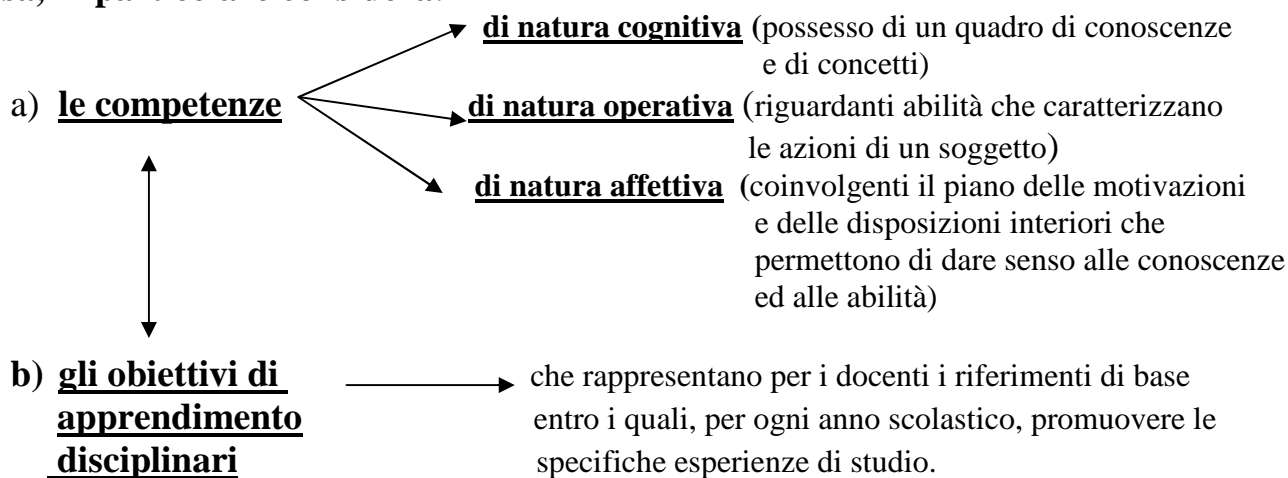 di natura cognitiva (possesso di un quadro di conoscenze
e di concetti)
a) le competenze
di natura operativa (riguardanti abilità che caratterizzano
le azioni di un soggetto)
di natura affettiva (coinvolgenti il piano delle motivazioni
e delle disposizioni interiori che
permettono di dare senso alle conoscenze
ed alle abilità)
b) gli obiettivi di
apprendimento
disciplinari
che rappresentano per i docenti i riferimenti di base
entro i quali, per ogni anno scolastico, promuovere le
specifiche esperienze di studio.